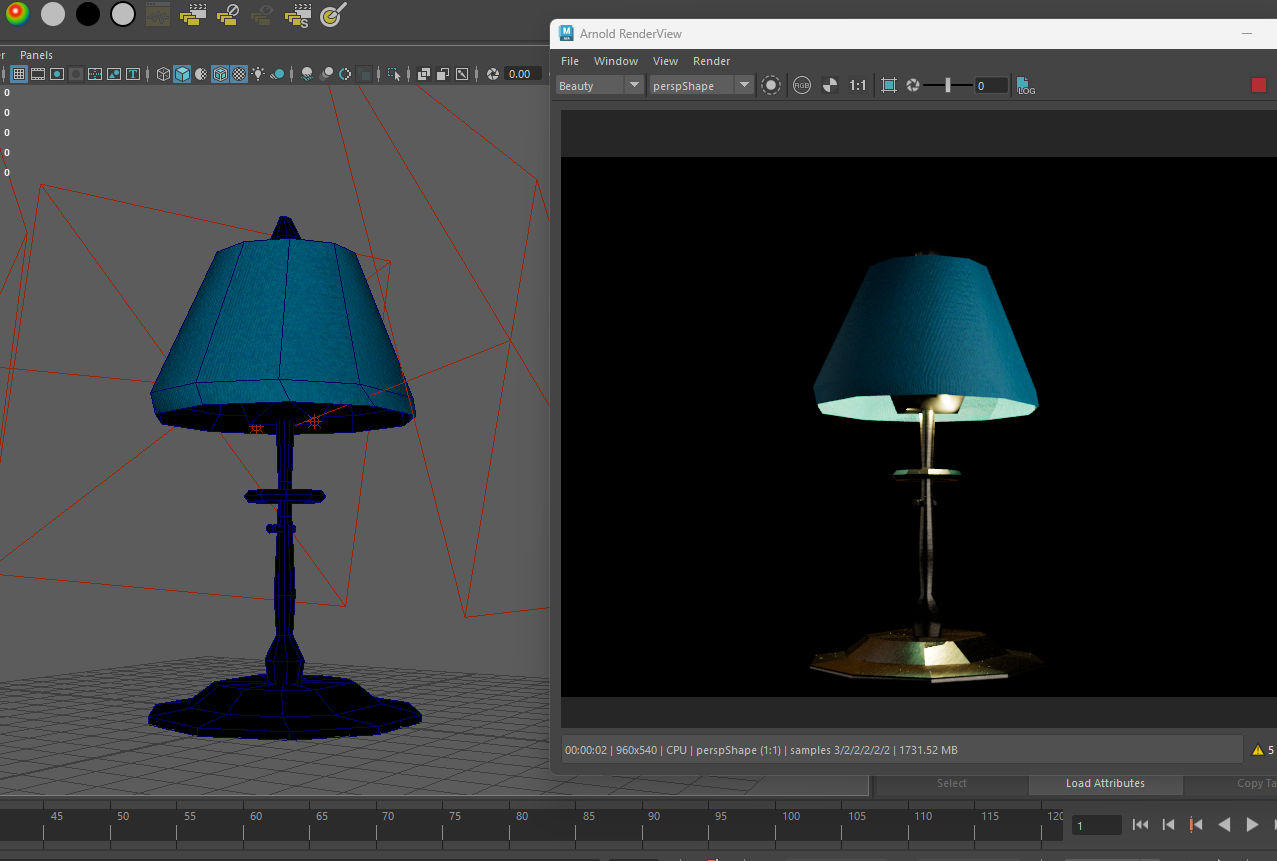 r Panels
0.00
0
0
0
0
0
M
Arnold RenderView
File Window View Render
Beauty perspShape RGB 1:1 0 LOG
00:00:02 | 960x540 | CPU | perspShape (1:1) | samples 3/2/2/2/2/2 | 1731.52 MB
5
Select Load Attributes Copy Ta
45 50 55 60 65 70 75 80 85 90 95 100 105 110 115 120
1